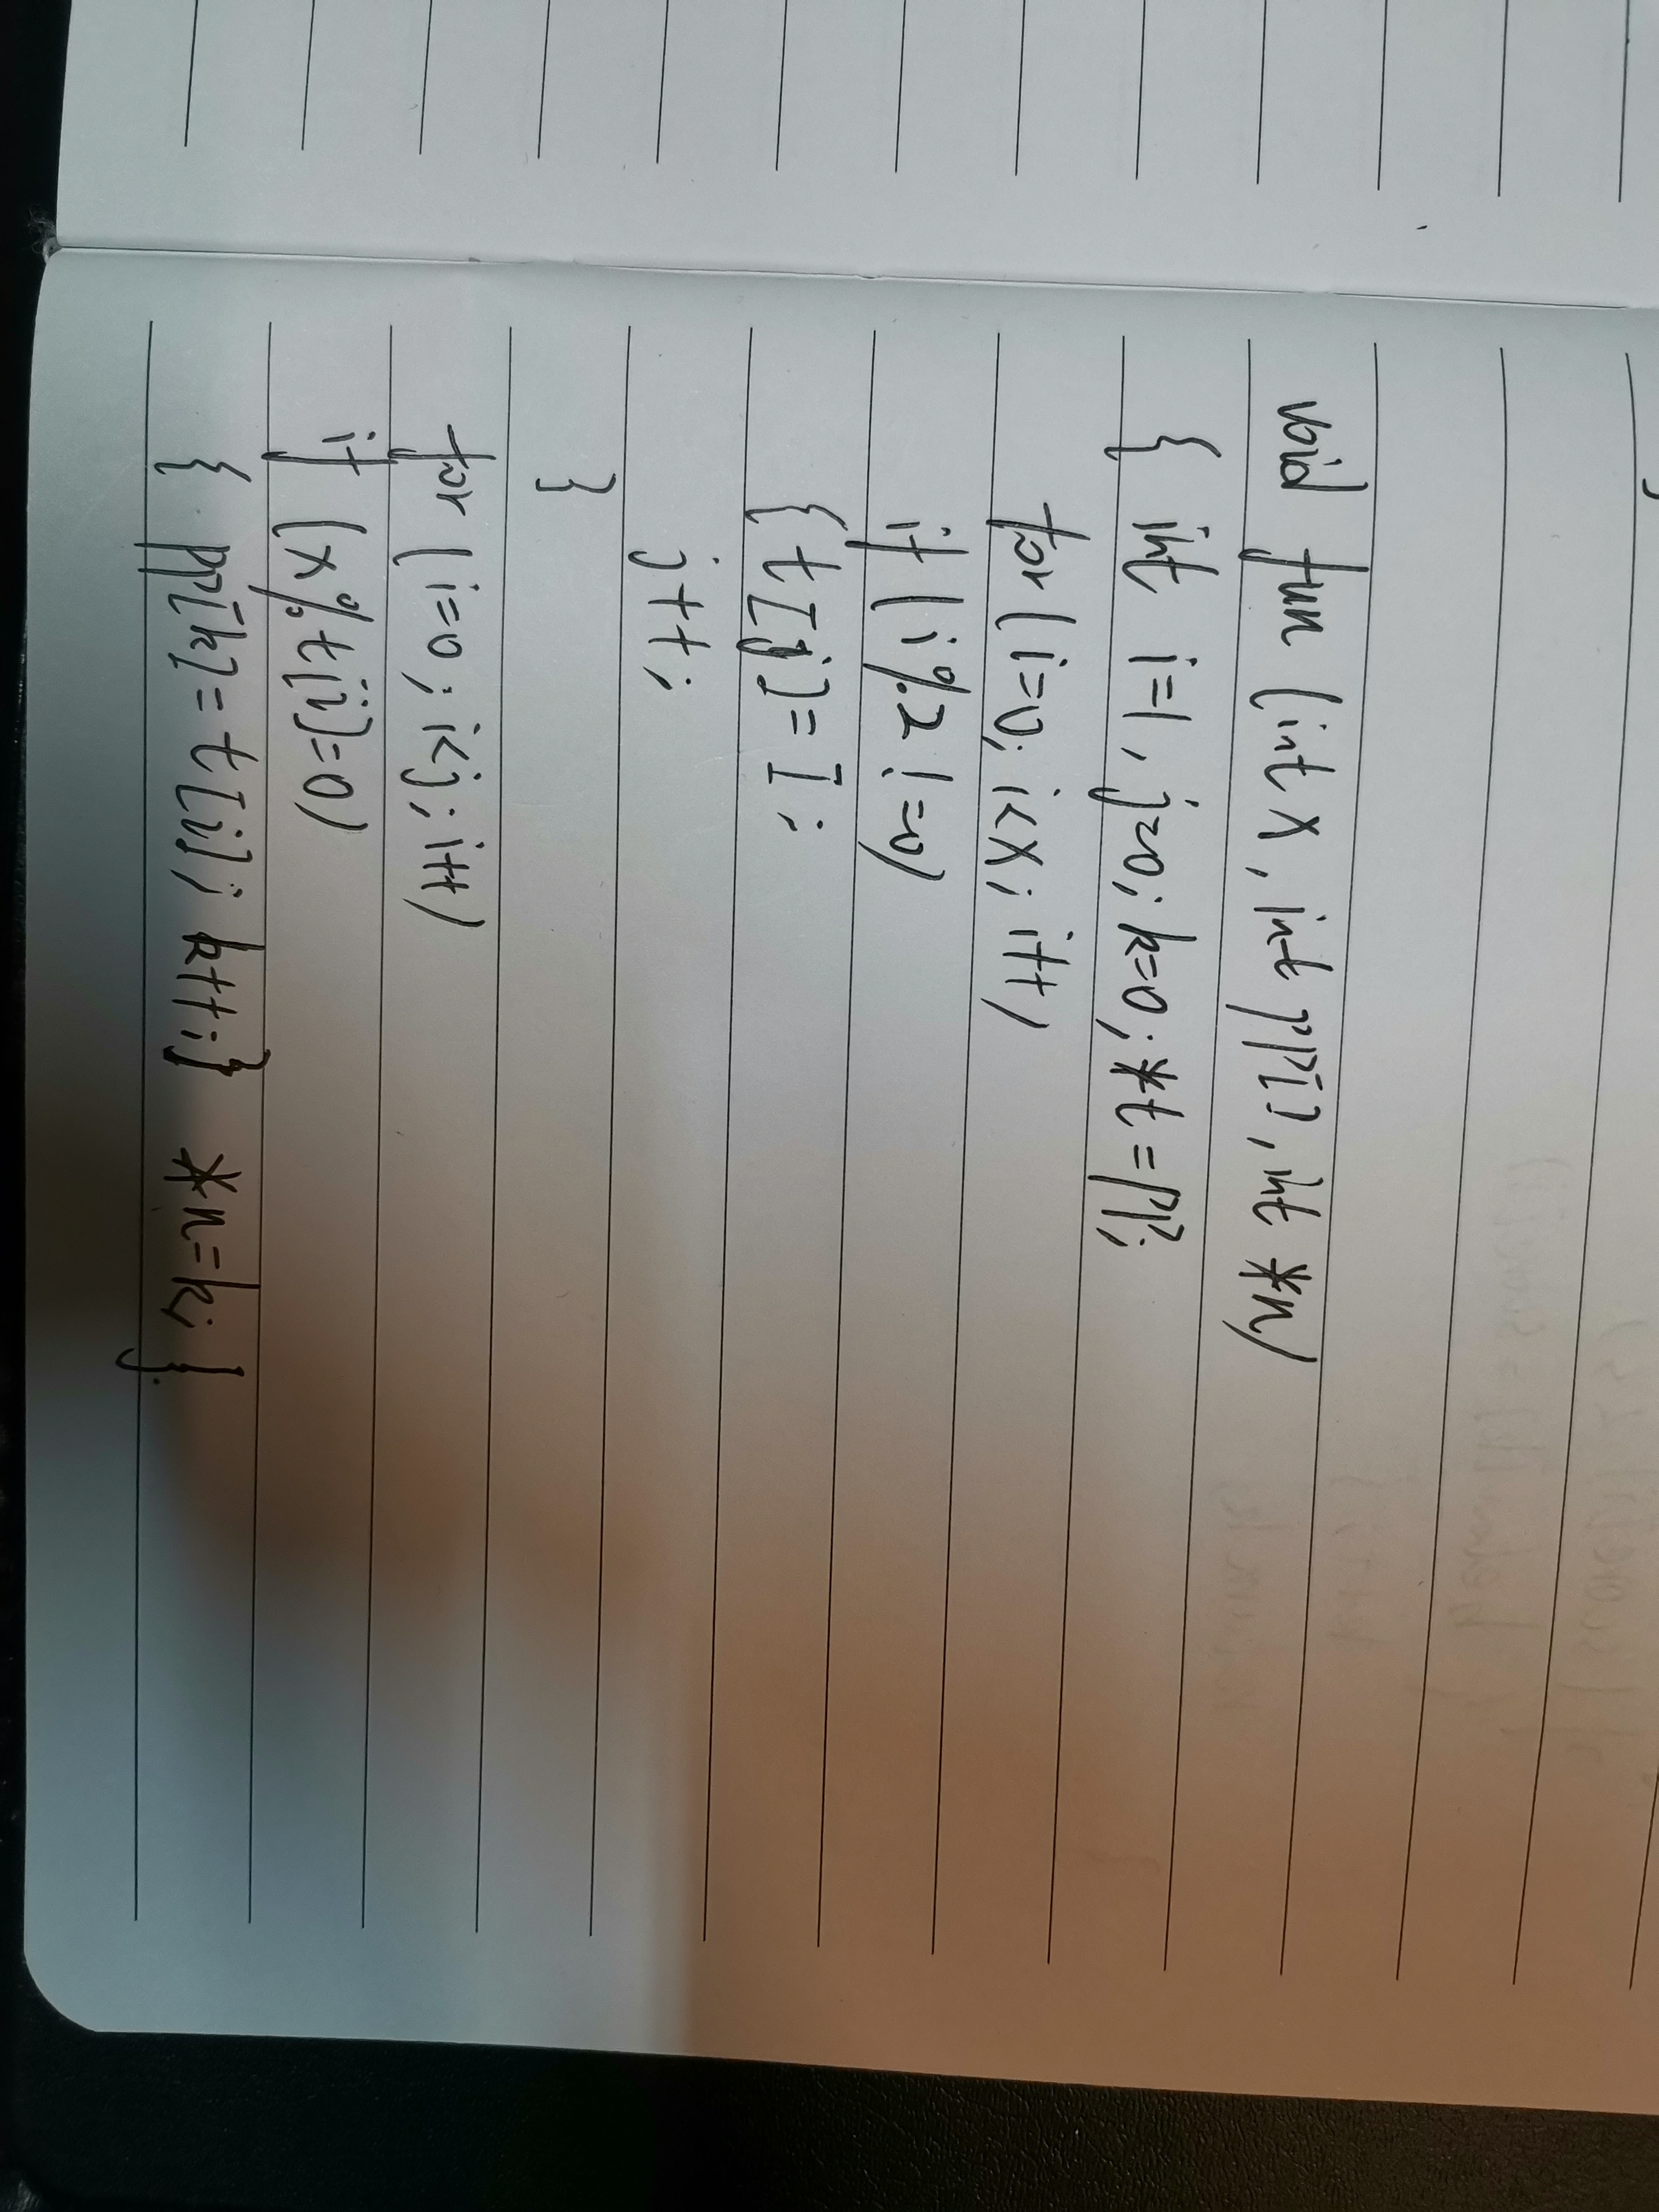 void fun (int x, int pp[], int *n)
{ int i=1, j=0; k=0; *t=pp;
for (i=0; i<x; i++)
if (i%2!=0)
{ t[j]=I;
j++;
}
for (i=0; i<j; i++)
if (x%t[i]=0)
{ pp[k]=t[i]; k++;} *n=k; }.